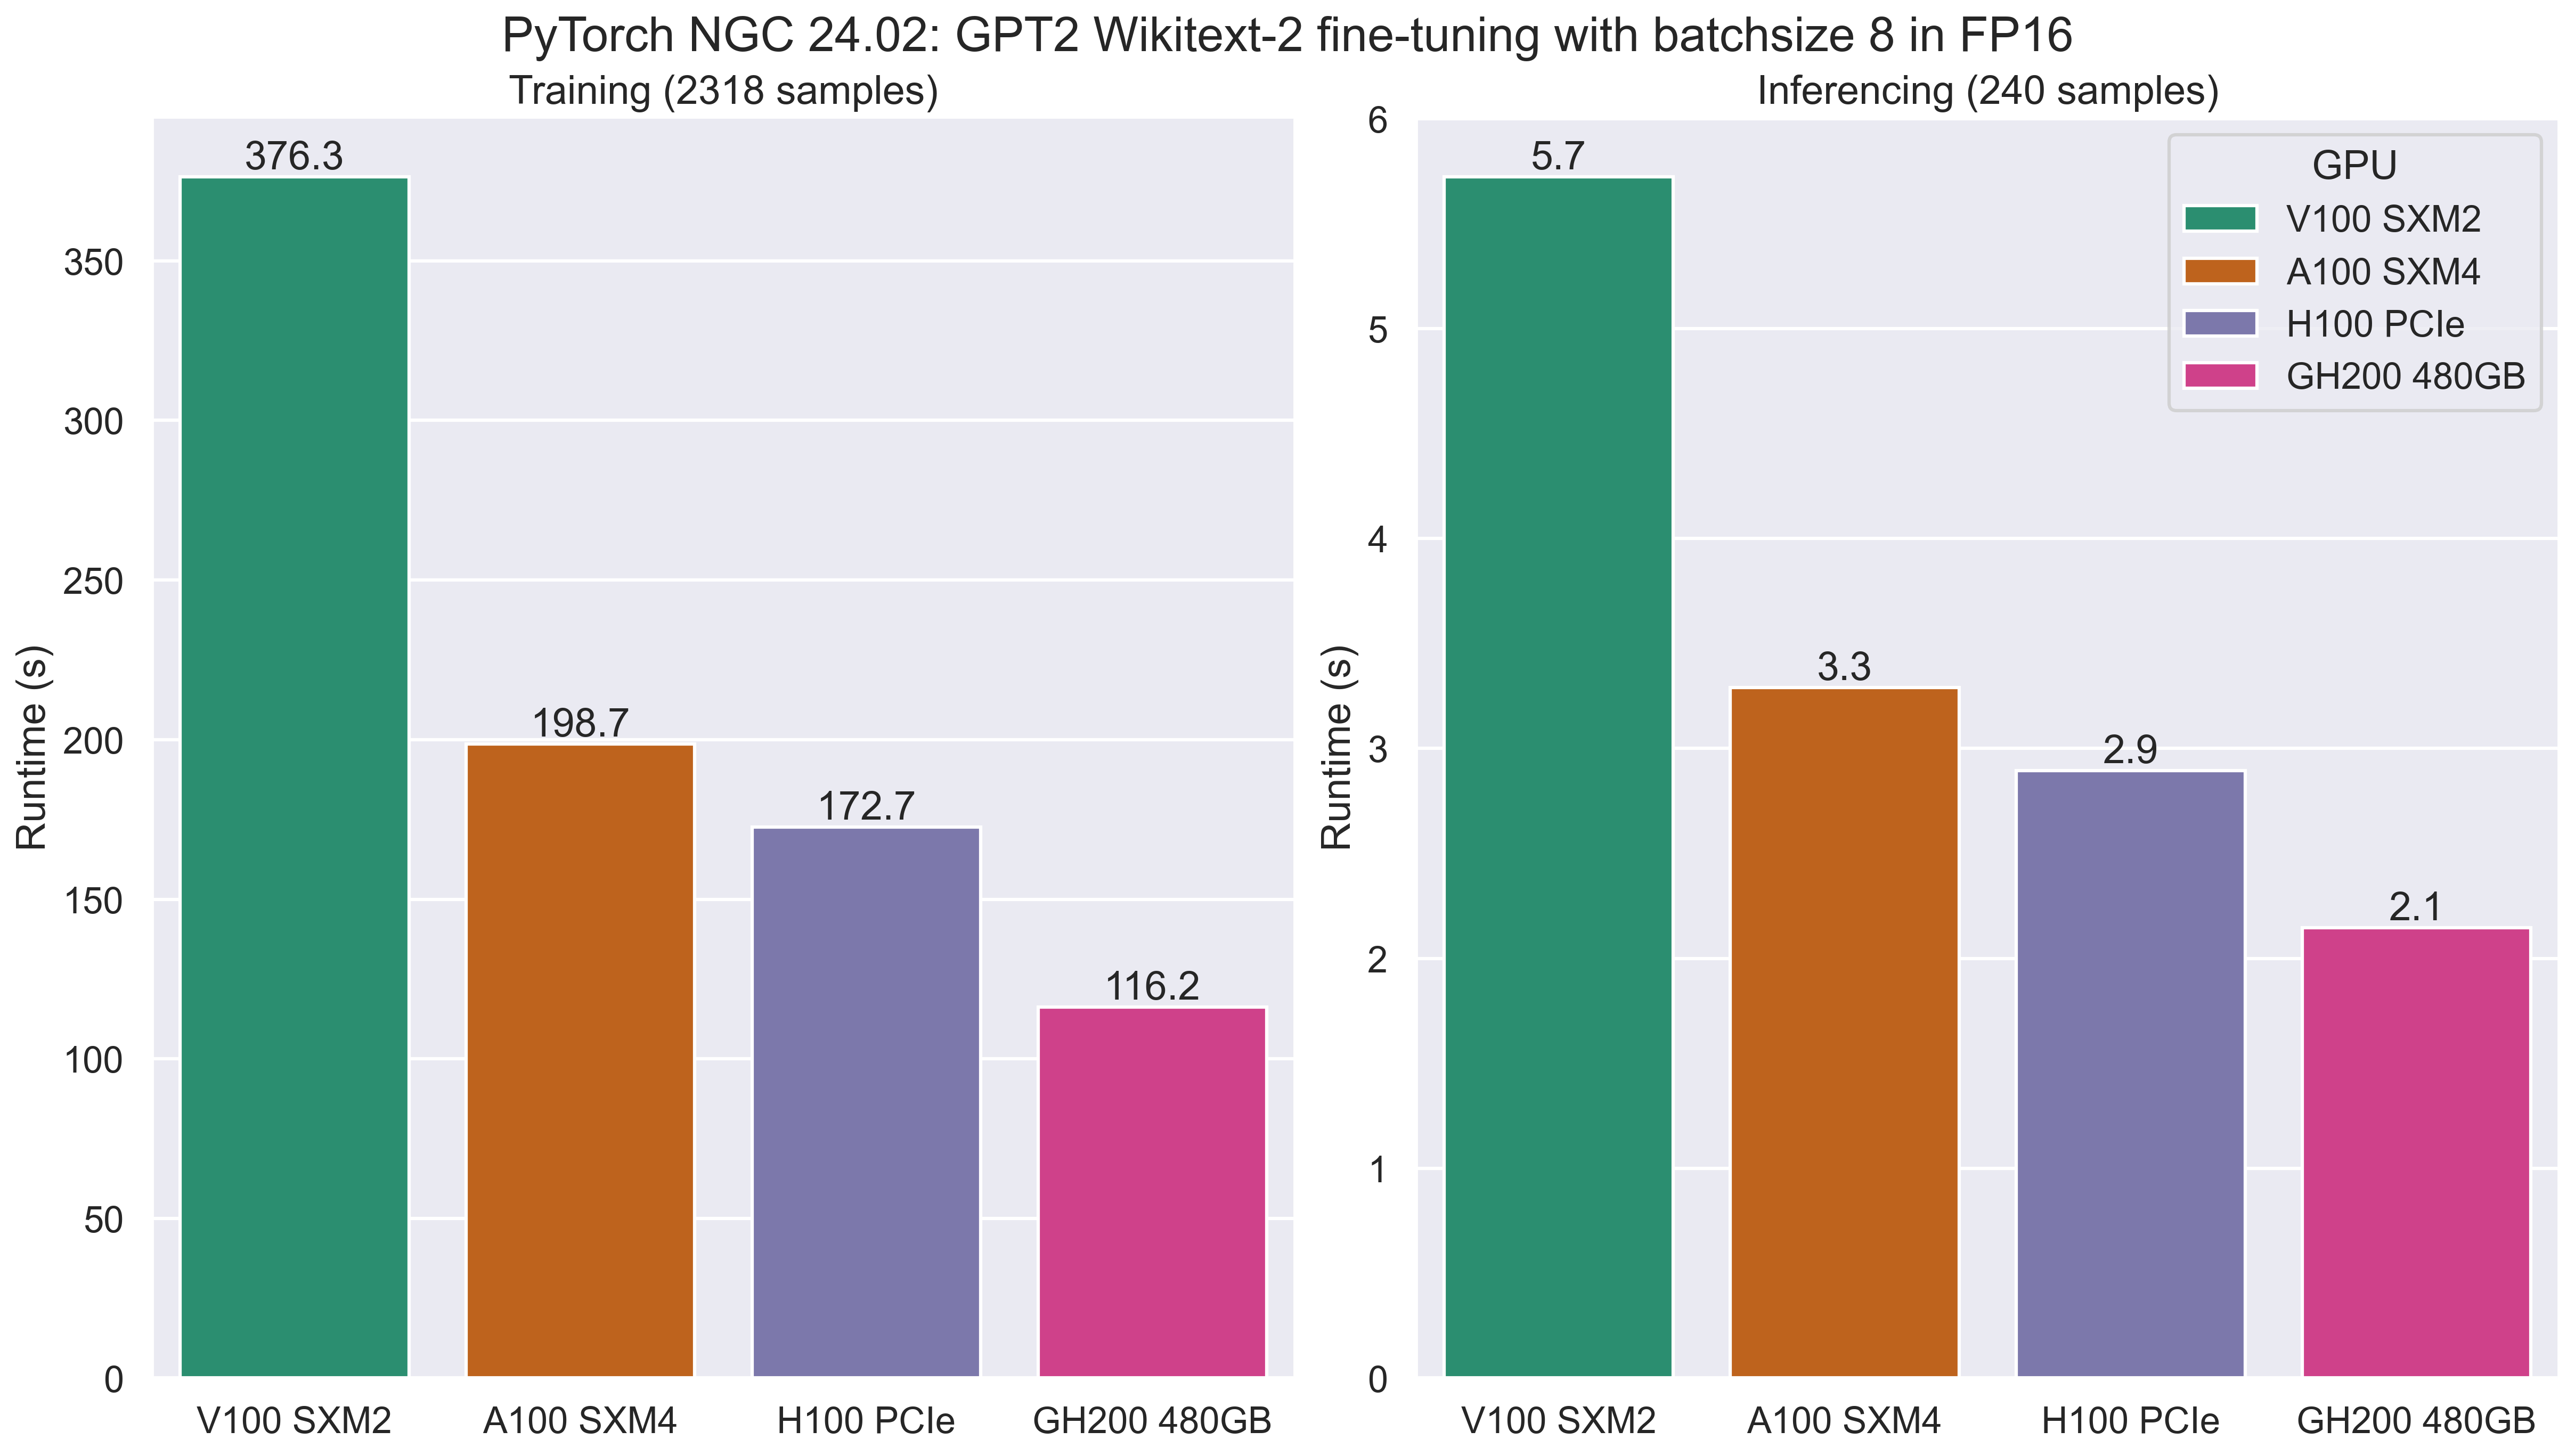 PyTorch NGC 24.02: GPT2 Wikitext-2 fine-tuning with batchsize 8 in FP16
Training (2318 samples)
Runtime (s)
350
300
250
200
150
100
50
0
376.3
198.7
172.7
116.2
V100 SXM2
A100 SXM4
H100 PCIe
GH200 480GB
Inferencing (240 samples)
Runtime (s)
6
5
4
3
2
1
0
5.7
3.3
2.9
2.1
GPU
V100 SXM2
A100 SXM4
H100 PCIe
GH200 480GB
V100 SXM2
A100 SXM4
H100 PCIe
GH200 480GB